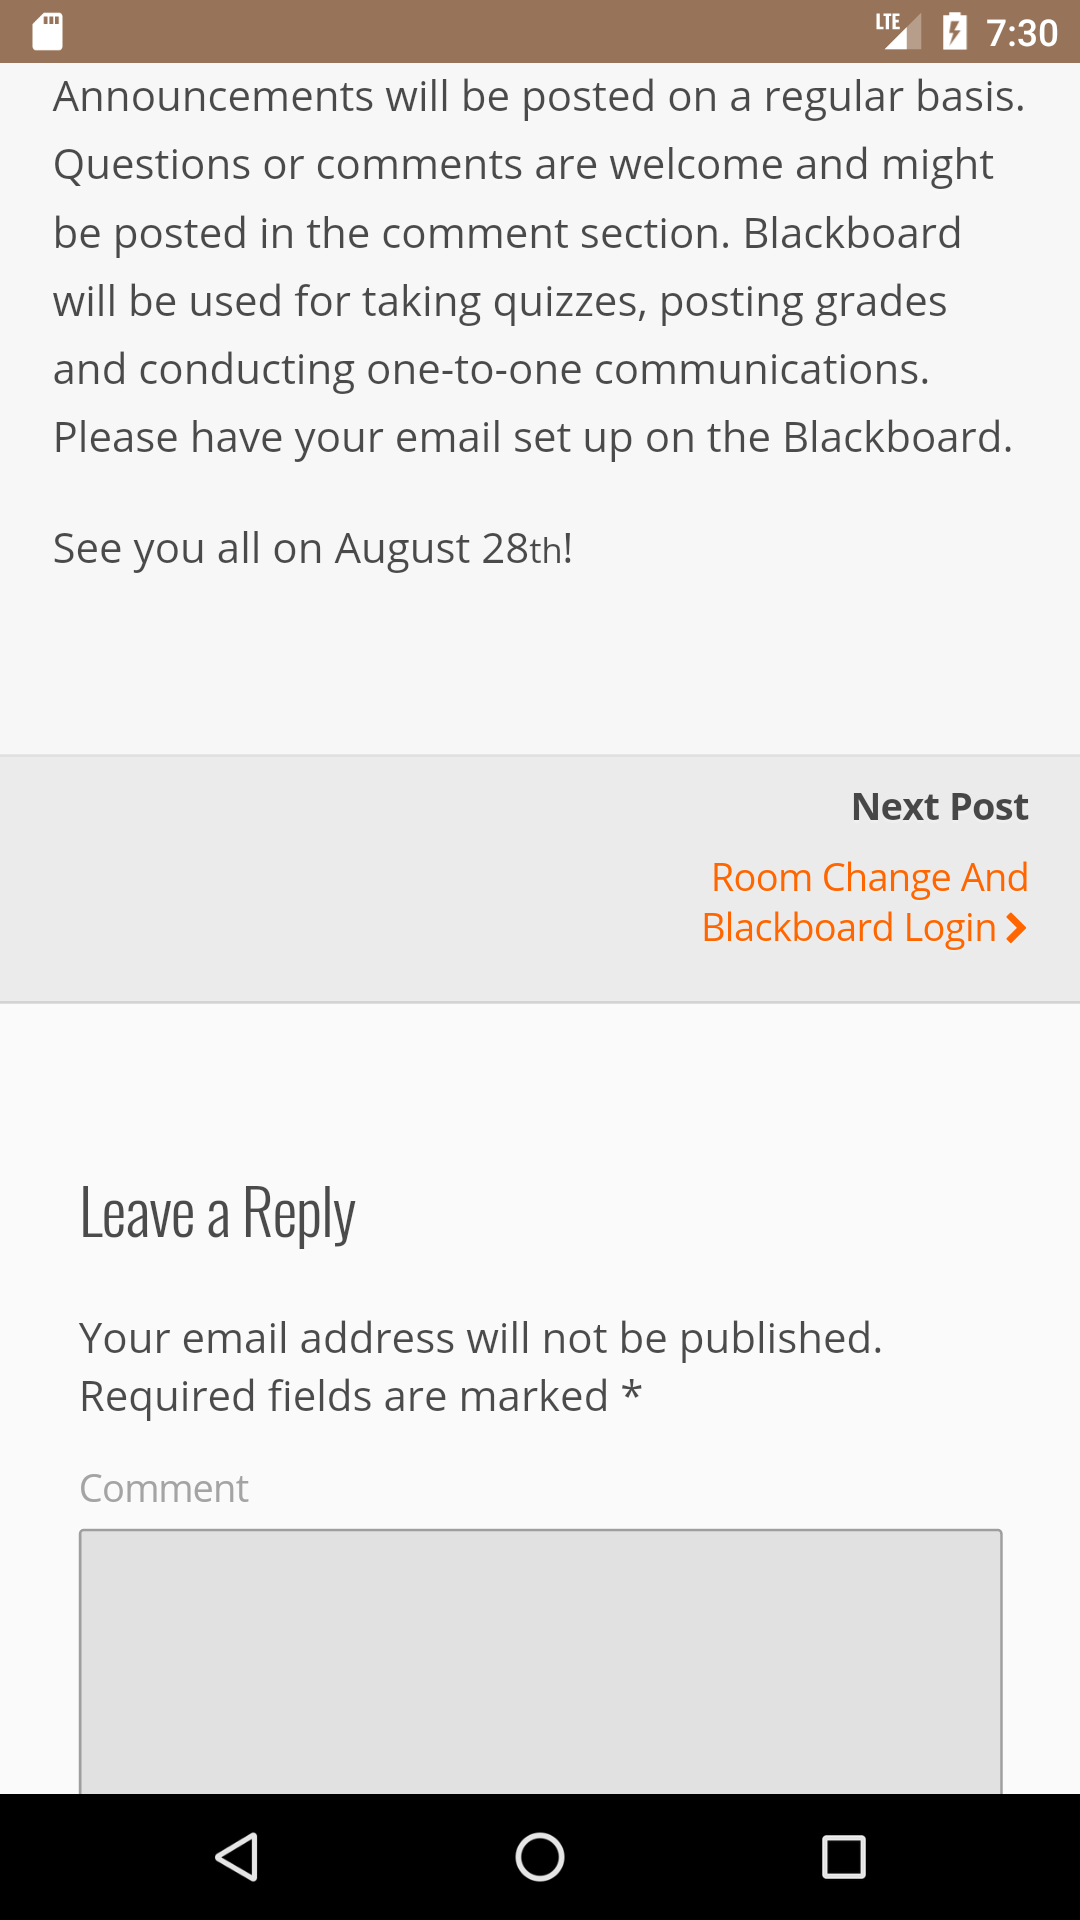 LTE 7:30
Announcements will be posted on a regular basis.
Questions or comments are welcome and might
be posted in the comment section. Blackboard
will be used for taking quizzes, posting grades
and conducting one-to-one communications.
Please have your email set up on the Blackboard.
See you all on August 28th!
Next Post
Room Change And
Blackboard Login
Leave a Reply
Your email address will not be published.
Required fields are marked *
Comment